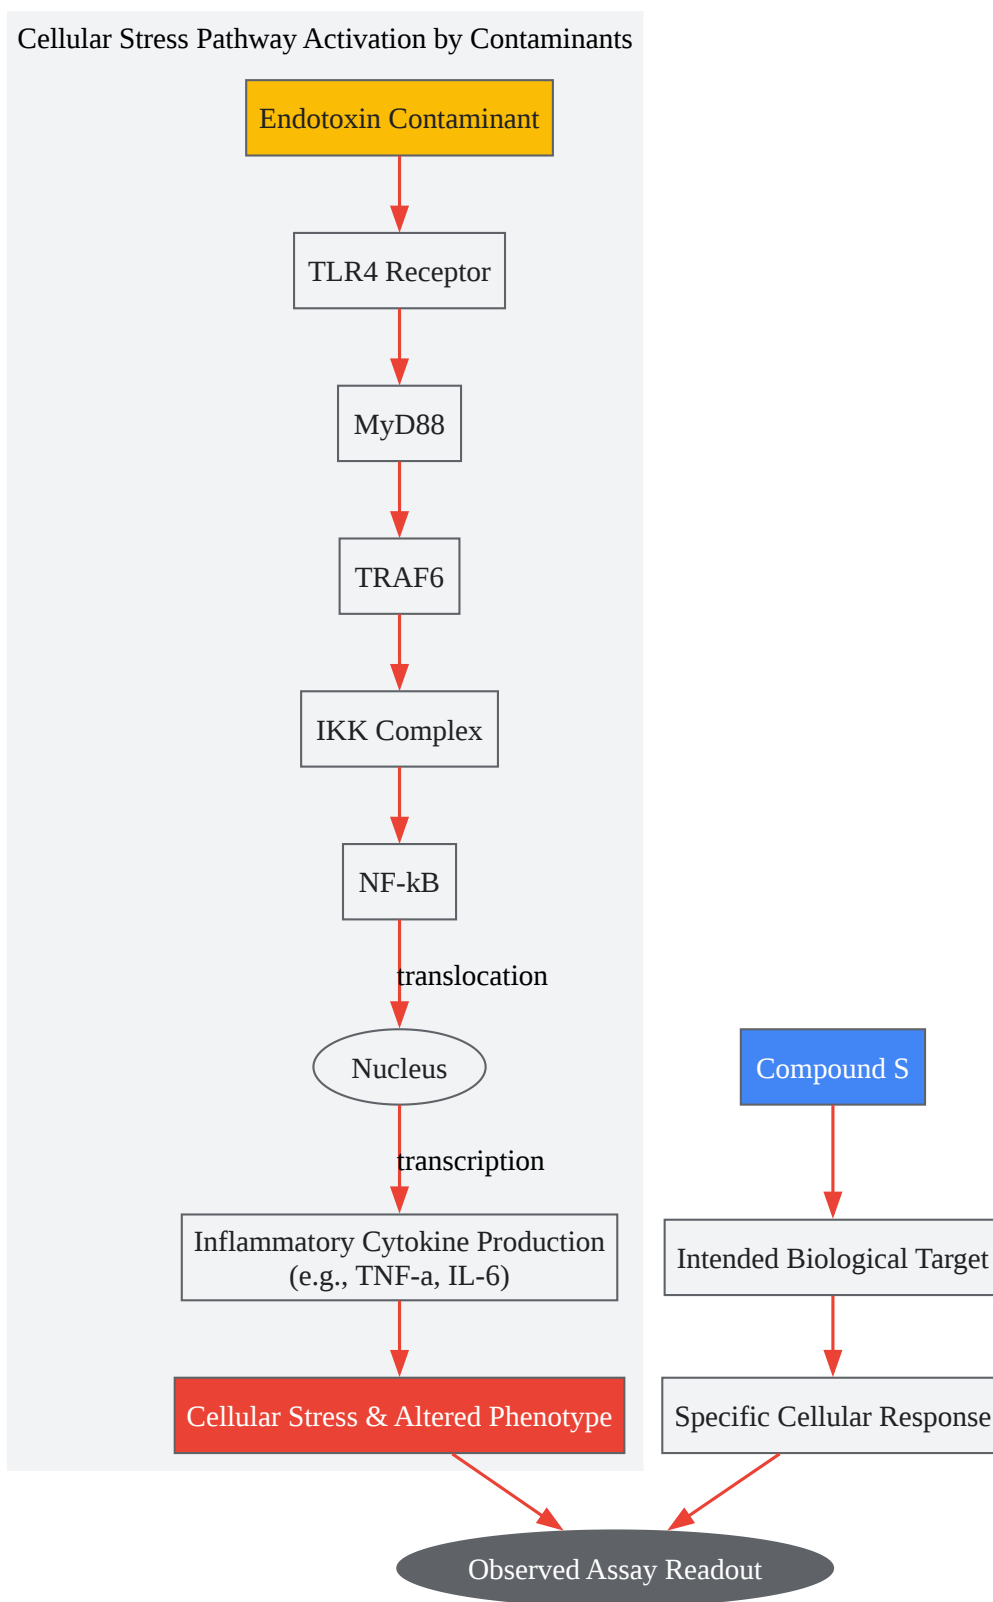 Cellular Stress Pathway Activation by Contaminants
Endotoxin Contaminant
TLR4 Receptor
MyD88
TRAF6
IKK Complex
NF-kB
translocation
Nucleus
Compound S
transcription
Inflammatory Cytokine Production
(e.g., TNF-a, IL-6)
Intended Biological Target
Cellular Stress & Altered Phenotype
Specific Cellular Response
Observed Assay Readout